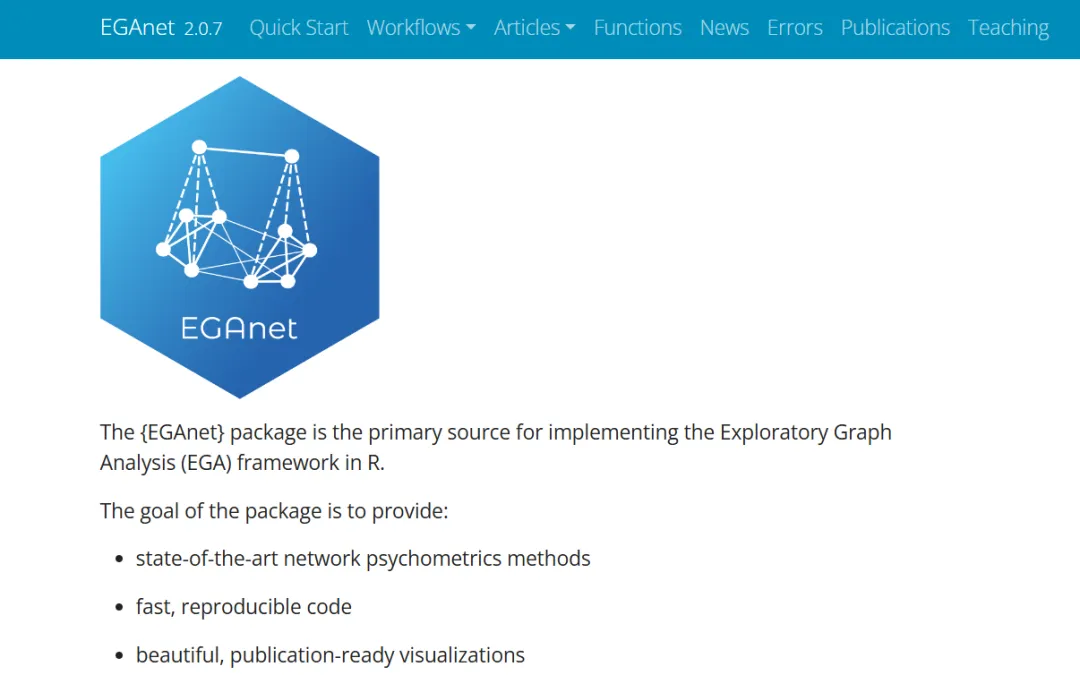 EGAnet 2.0.7 Quick Start Workflows Articles Functions News Errors Publications Teaching
EGAnet
The {EGAnet} package is the primary source for implementing the Exploratory Graph
Analysis (EGA) framework in R.
The goal of the package is to provide:
• state-of-the-art network psychometrics methods
• fast, reproducible code
• beautiful, publication-ready visualizations